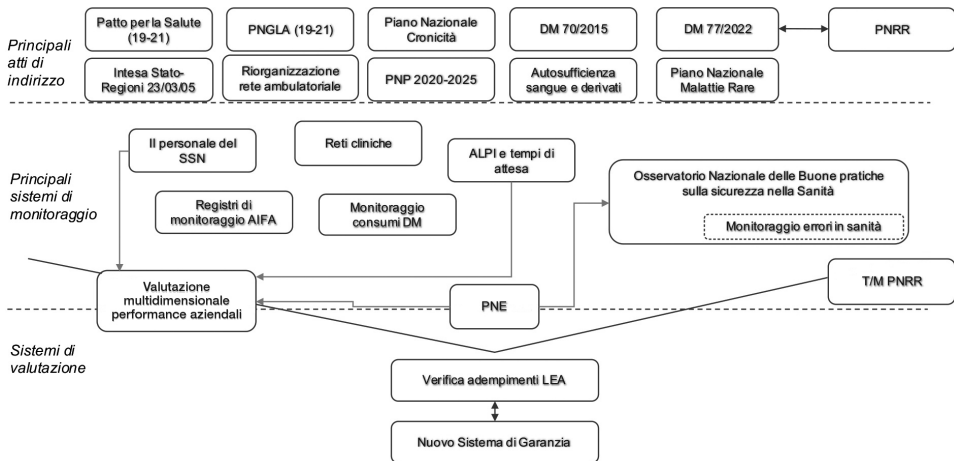 Principali
atti di
indirizzo
Patto per la Salute
(19-21)
PNGLA (19-21)
Piano Nazionale
Cronicità
DM 70/2015
DM 77/2022
PNRR
Intesa Stato-
Regioni 23/03/05
Riorganizzazione
rete ambulatoriale
PNP 2020-2025
Autosufficienza
sangue e derivati
Piano Nazionale
Malattie Rare
Principali
sistemi di
monitoraggio
Il personale del
SSN
Reti cliniche
ALPI e tempi di
attesa
Osservatorio Nazionale delle Buone pratiche
sulla sicurezza nella Sanità
Monitoraggio errori in sanità
Registri di
monitoraggio AIFA
Monitoraggio
consumi DM
Valutazione
multidimensionale
performance aziendali
PNE
T/M PNRR
Sistemi di
valutazione
Verifica adempimenti LEA
Nuovo Sistema di Garanzia